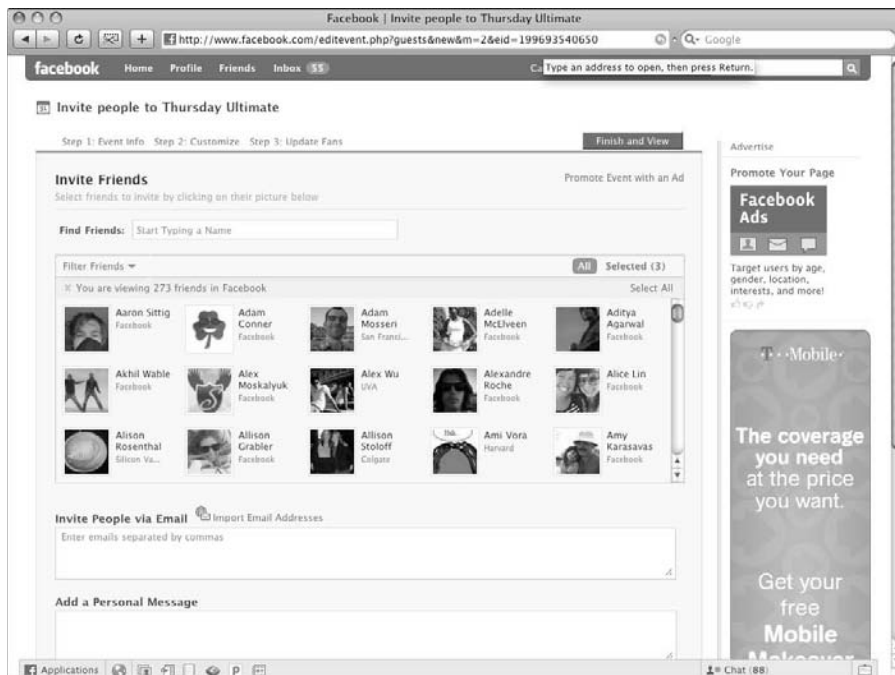 Facebook | Invite people to Thursday Ultimate
http://www.facebook.com/editevent.php?guests&new&m=2&eid=199693540650
Google
facebook Home Profile Friends Inbox 55 Ca
Type an address to open, then press Return.
31 Invite people to Thursday Ultimate
Step 1: Event Info Step 2: Customize Step 3: Update Fans
Finish and View
Invite Friends
Promote Event with an Ad
Select friends to invite by clicking on their picture below
Find Friends: Start Typing a Name
Filter Friends
All Selected (3)
You are viewing 273 friends in Facebook
Select All
Aaron Sittig
Facebook
Adam
Conner
Facebook
Adam
Mosseri
San Franci...
Adelle
McElveen
Facebook
Aditya
Agarwal
Facebook
Akhil Wable
Facebook
Alex
Moskalyuk
Facebook
Alex Wu
UVA
Alexandre
Roche
Facebook
Alice Lin
Facebook
Alison
Rosenthal
Silicon Va...
Allison
Grabler
Facebook
Allison
Stoloff
Colgate
Ami Vora
Harvard
Amy
Karasavas
Facebook
Invite People via Email Import Email Addresses
Enter emails separated by commas
Add a Personal Message
Advertise
Promote Your Page
Facebook
Ads
Target users by age,
gender, location,
interests, and more!
T··Mobile·
The coverage
you need
at the price
you want.
Get your
free
Mobile
Makeover
Applications
P
Chat (88)